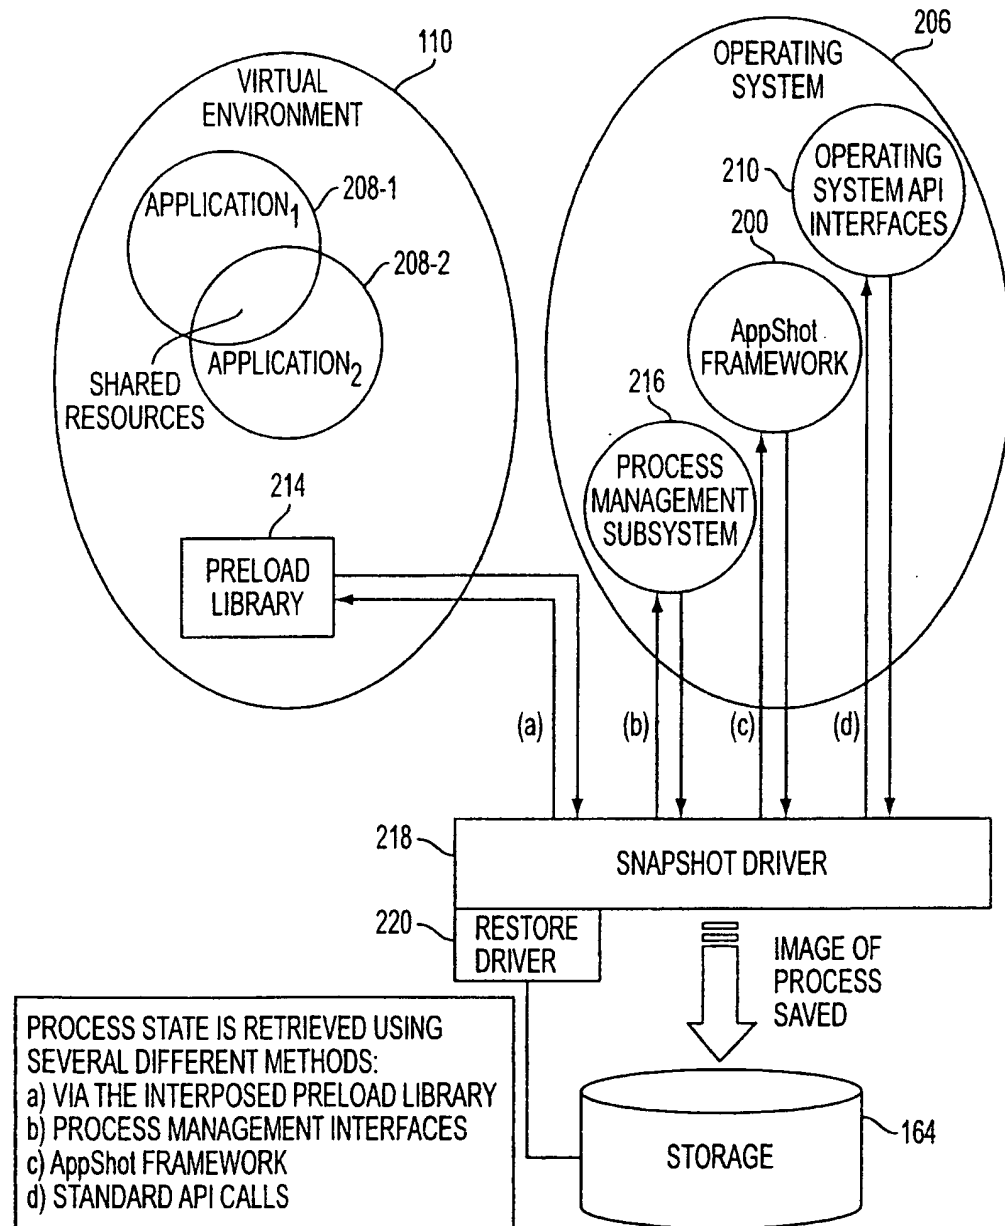 110
VIRTUAL
ENVIRONMENT
APPLICATION1
208-1
208-2
APPLICATION2
SHARED
RESOURCES
214
PRELOAD
LIBRARY
206
OPERATING
SYSTEM
210
OPERATING
SYSTEM API
INTERFACES
200
AppShot
FRAMEWORK
216
PROCESS
MANAGEMENT
SUBSYSTEM
(a)
(b)
(c)
(d)
218
SNAPSHOT DRIVER
220
RESTORE
DRIVER
IMAGE OF
PROCESS
SAVED
PROCESS STATE IS RETRIEVED USING
SEVERAL DIFFERENT METHODS:
a) VIA THE INTERPOSED PRELOAD LIBRARY
b) PROCESS MANAGEMENT INTERFACES
c) AppShot FRAMEWORK
d) STANDARD API CALLS
STORAGE
164